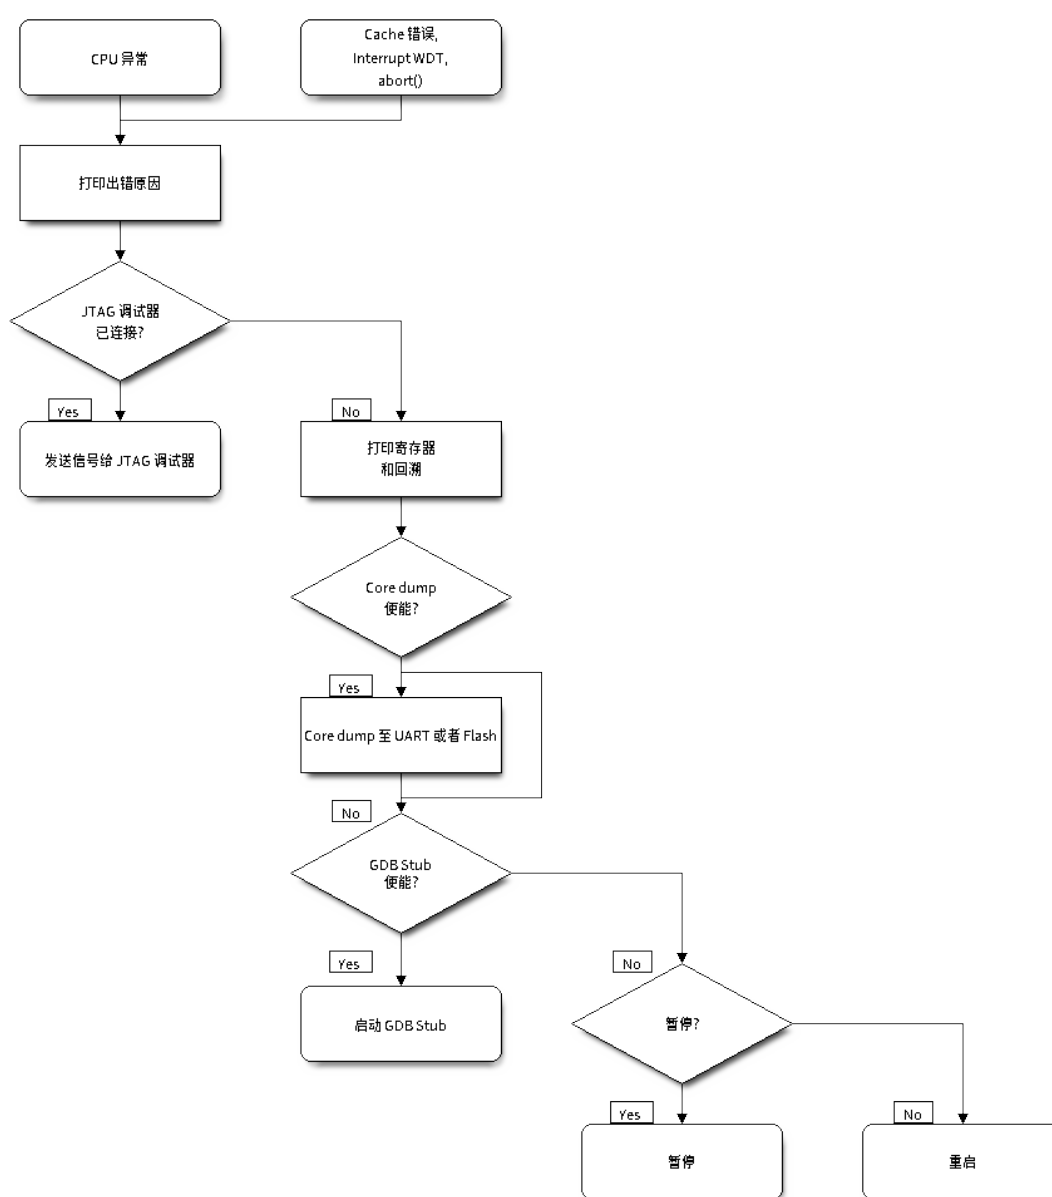 CPU 异常
Cache 错误,
Interrupt WDT,
abort()
打印出错原因
JTAG 调试器
已连接?
Yes
No
发送信号给 JTAG 调试器
打印寄存器
和回溯
Core dump
便能?
Yes
Core dump 至 UART 或者 Flash
No
GDB Stub
便能?
Yes
No
启动 GDB Stub
暂停?
Yes
No
暂停
重启